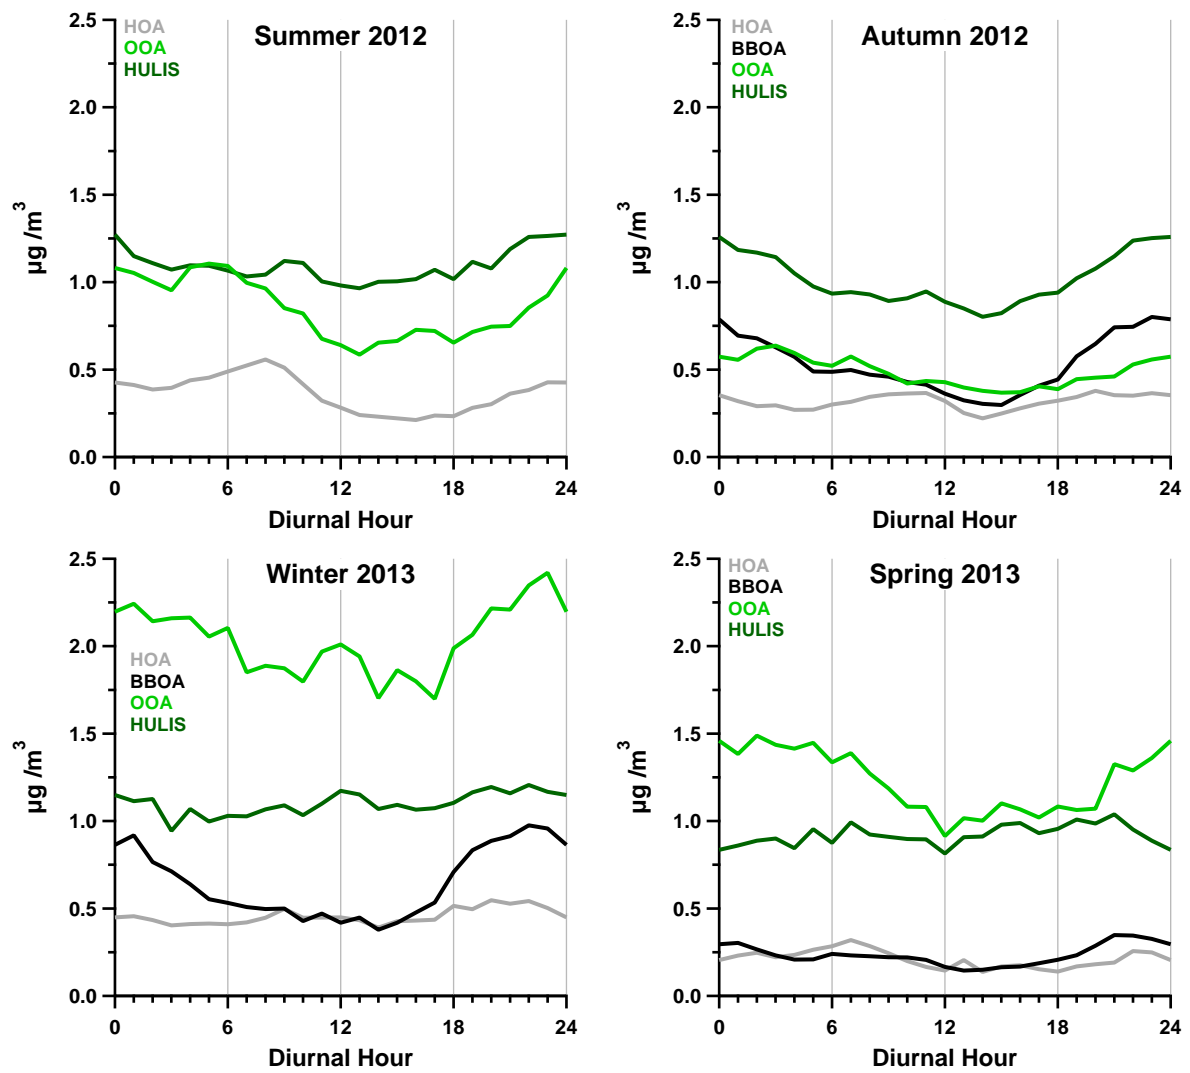 Summer 2012
HOA
OOA
HULIS
2.5
2.0
1.5
1.0
0.5
0.0
µg /m³
0 6 12 18 24
Diurnal Hour
Autumn 2012
HOA
BBOA
OOA
HULIS
2.5
2.0
1.5
1.0
0.5
0.0
µg /m³
0 6 12 18 24
Diurnal Hour
Winter 2013
HOA
BBOA
OOA
HULIS
2.5
2.0
1.5
1.0
0.5
0.0
µg /m³
0 6 12 18 24
Diurnal Hour
Spring 2013
HOA
BBOA
OOA
HULIS
2.5
2.0
1.5
1.0
0.5
0.0
µg /m³
0 6 12 18 24
Diurnal Hour